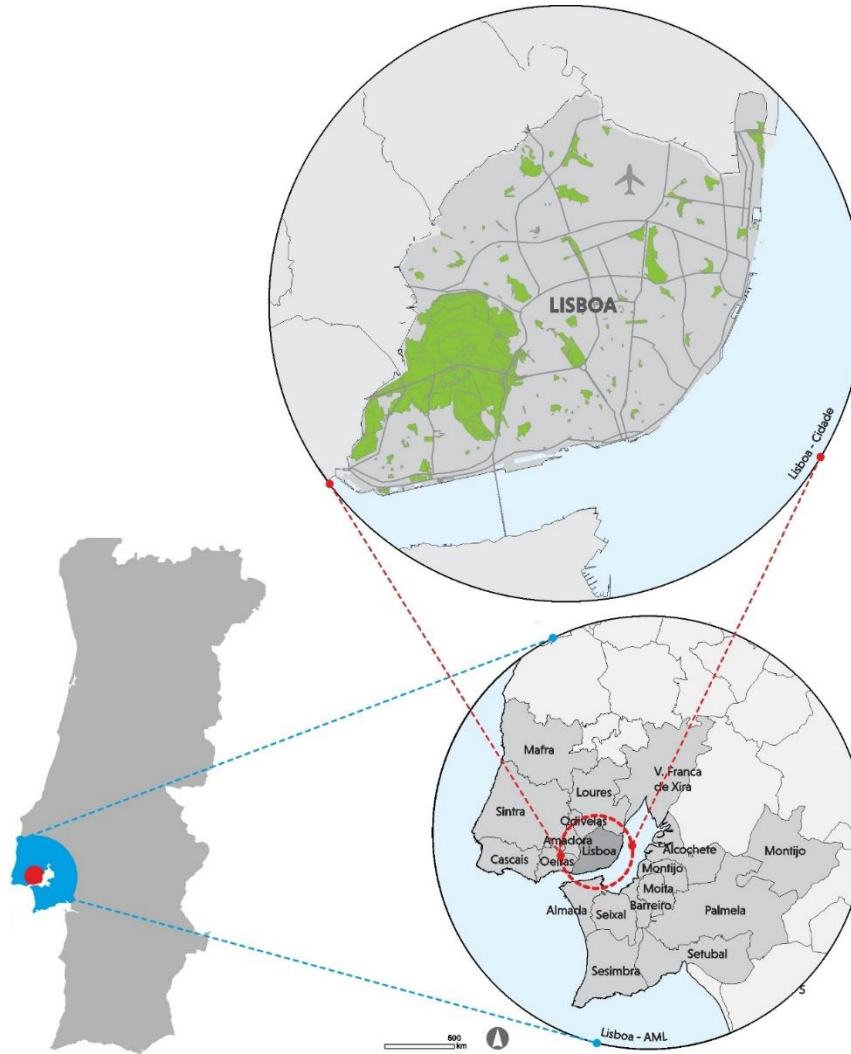 LISBOA
Lisboa - Cidade
Mafra
Loures
V. Franca
de Xira
Sintra
Odivelas
Amadora
Lisboa
Cascais
Oeiras
Alcochete
Montijo
Montijo
Moita
Almada
Seixal
Barreiro
Palmela
Sesimbra
Setubal
S
Lisboa - AML
500
km